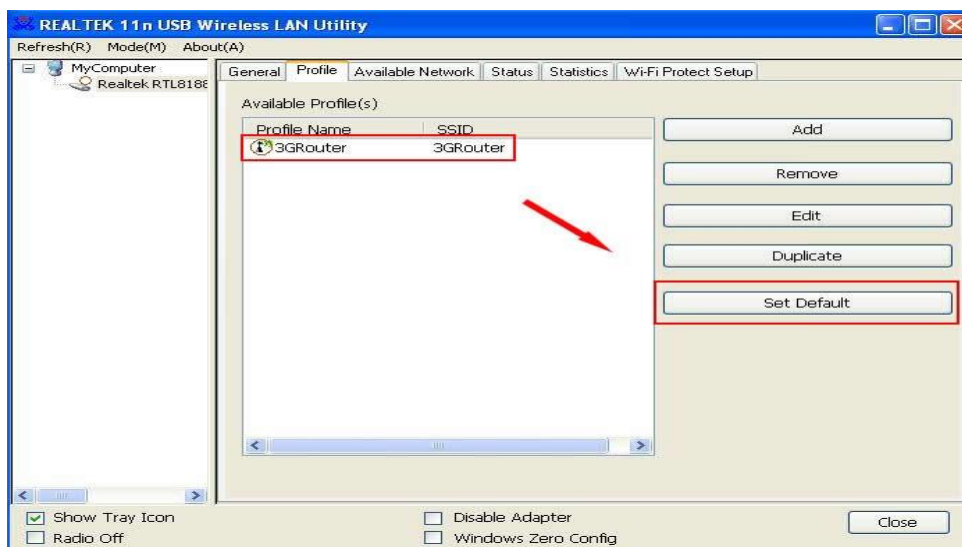 REALTEK 11n USB Wireless LAN Utility
Refresh(R) Mode(M) About(A)
MyComputer
Realtek RTL8188
General Profile Available Network Status Statistics Wi-Fi Protect Setup
Available Profile(s)
Profile Name SSID
3GRouter 3GRouter
Add
Remove
Edit
Duplicate
Set Default
Show Tray Icon
Radio Off
Disable Adapter
Windows Zero Config
Close